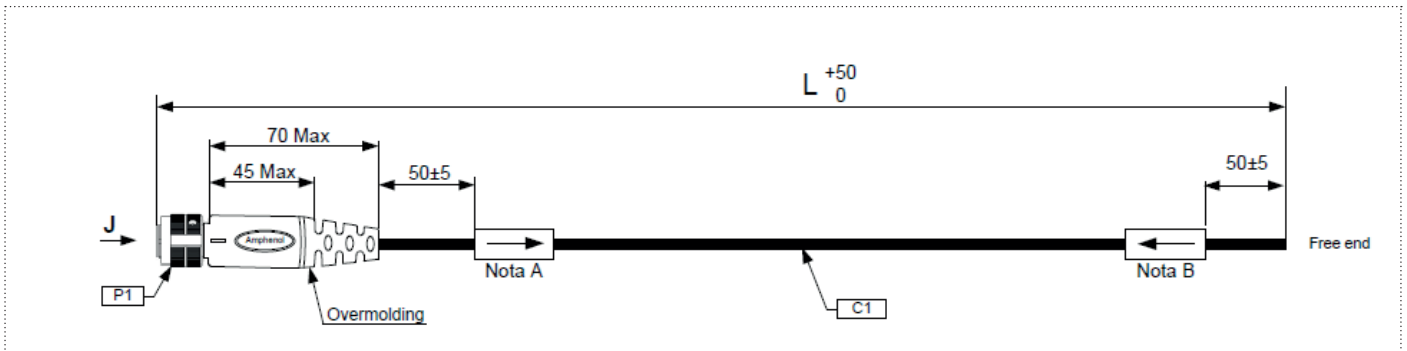 L +50 0
70 Max
45 Max
50±5
50±5
J
Amphenol
Free end
Nota A
Nota B
P1
C1
Overmolding